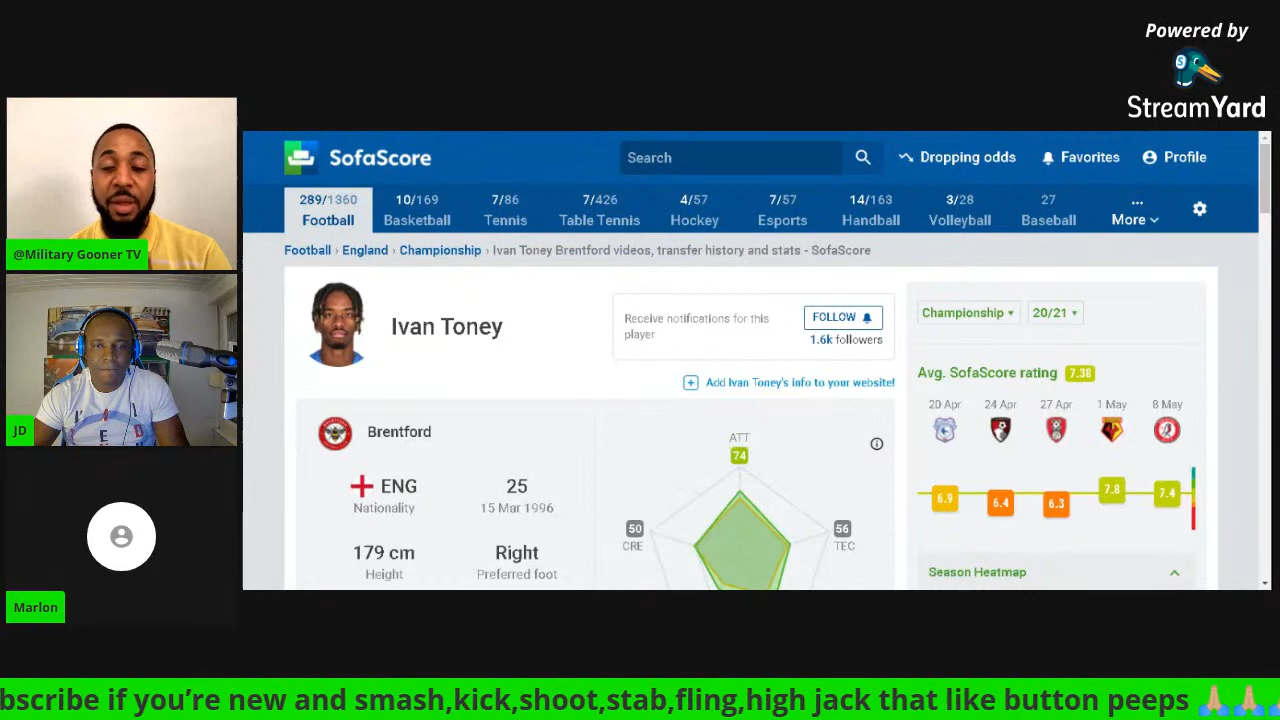 Powered by
StreamYard
@Military Gooner TV
JD
Marlon
SofaScore
Search
Dropping odds
Favorites
Profile
289/1360
Football
10/169
Basketball
7/86
Tennis
7/426
Table Tennis
4/57
Hockey
7/57
Esports
14/163
Handball
3/28
Volleyball
27
Baseball
...
More
Football › England › Championship › Ivan Toney Brentford videos, transfer history and stats - SofaScore
Ivan Toney
Receive notifications for this
player
FOLLOW
1.6k followers
Add Ivan Toney's info to your website!
Brentford
ENG
Nationality
25
15 Mar 1996
179 cm
Height
Right
Preferred foot
ATT
74
50
CRE
56
TEC
Championship
20/21
Avg. SofaScore rating 7.38
20 Apr 24 Apr 27 Apr 1 May 8 May
6.9 6.4 6.3 7.8 7.4
Season Heatmap
bscribe if you’re new and smash,kick,shoot,stab,fling,high jack that like button peeps 🙏🏽🙏🏽